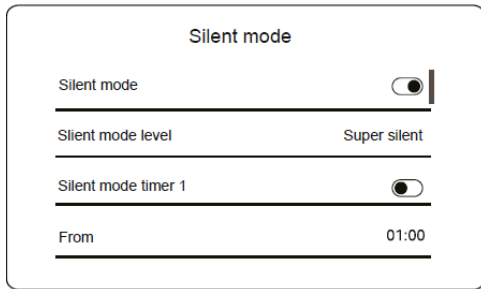 Silent mode
Silent mode
Slient mode level Super silent
Silent mode timer 1
From 01:00